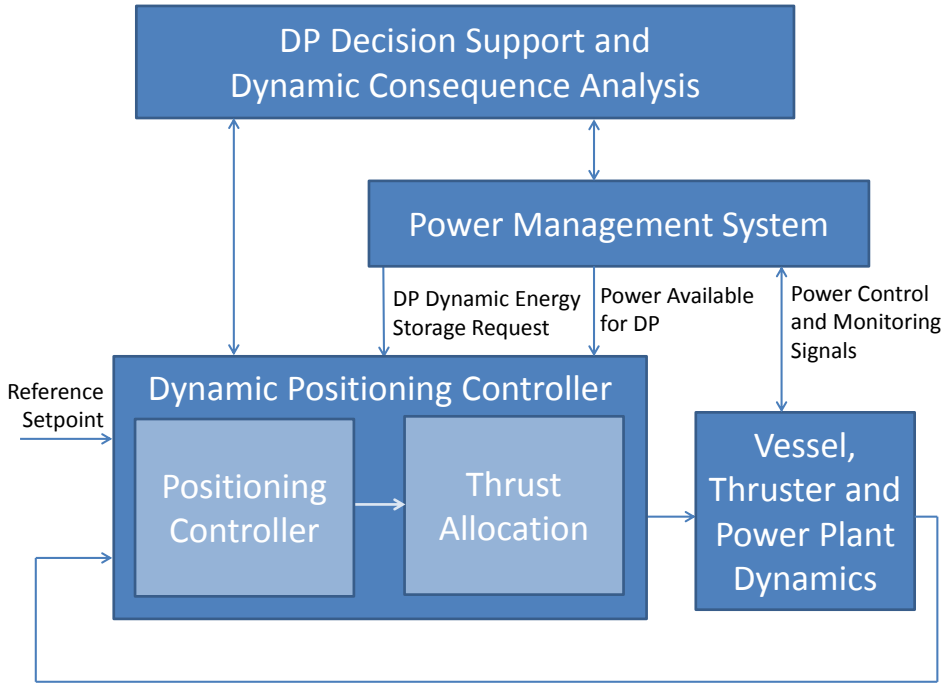 DP Decision Support and
Dynamic Consequence Analysis
Power Management System
DP Dynamic Energy
Storage Request
Power Available
for DP
Power Control
and Monitoring
Signals
Reference
Setpoint
Dynamic Positioning Controller
Positioning
Controller
Thrust
Allocation
Vessel,
Thruster and
Power Plant
Dynamics